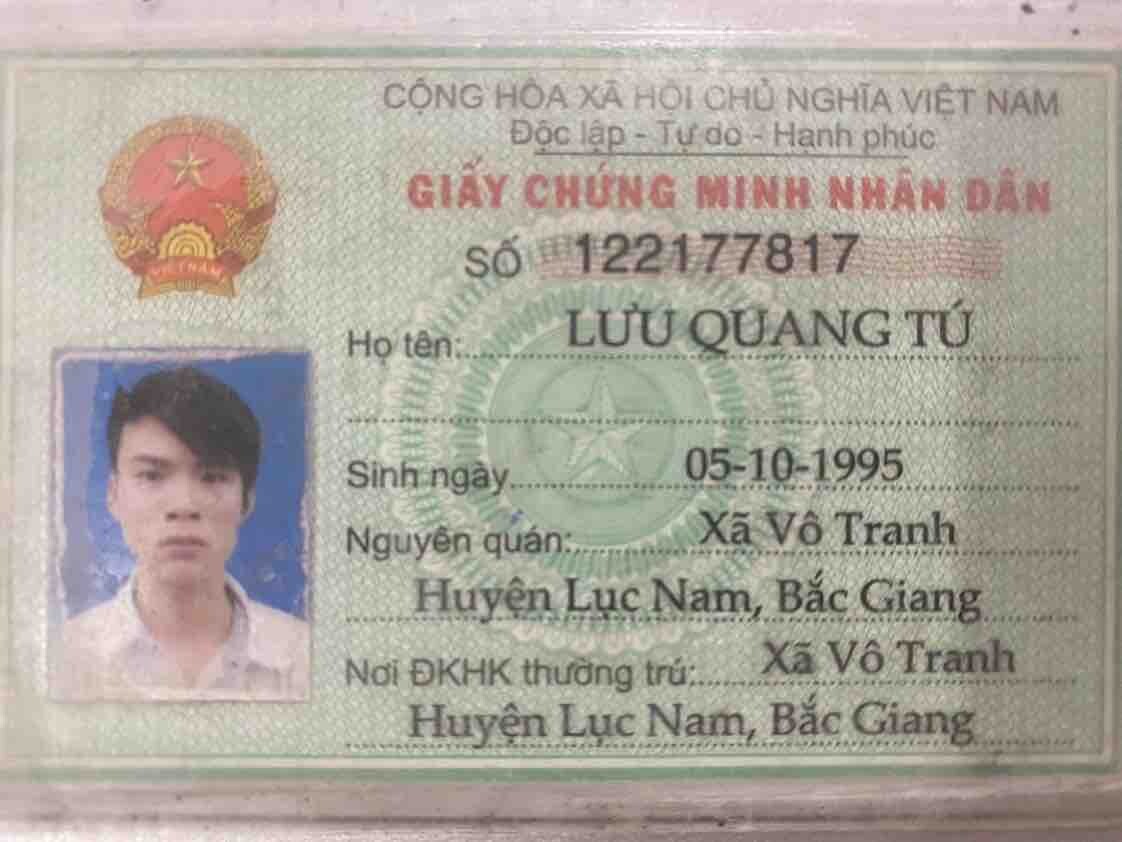 CỘNG HÒA XÃ HỘI CHỦ NGHĨA VIỆT NAM
Độc lập - Tự do - Hạnh phúc
GIẤY CHỨNG MINH NHÂN DÂN
SỐ 122177817
VIỆT NAM
Họ tên: LƯU QUANG TÚ
Sinh ngày 05-10-1995
Nguyên quán: Xã Vô Tranh
Huyện Lục Nam, Bắc Giang
Nơi ĐKHK thường trú: Xã Vô Tranh
Huyện Lục Nam, Bắc Giang